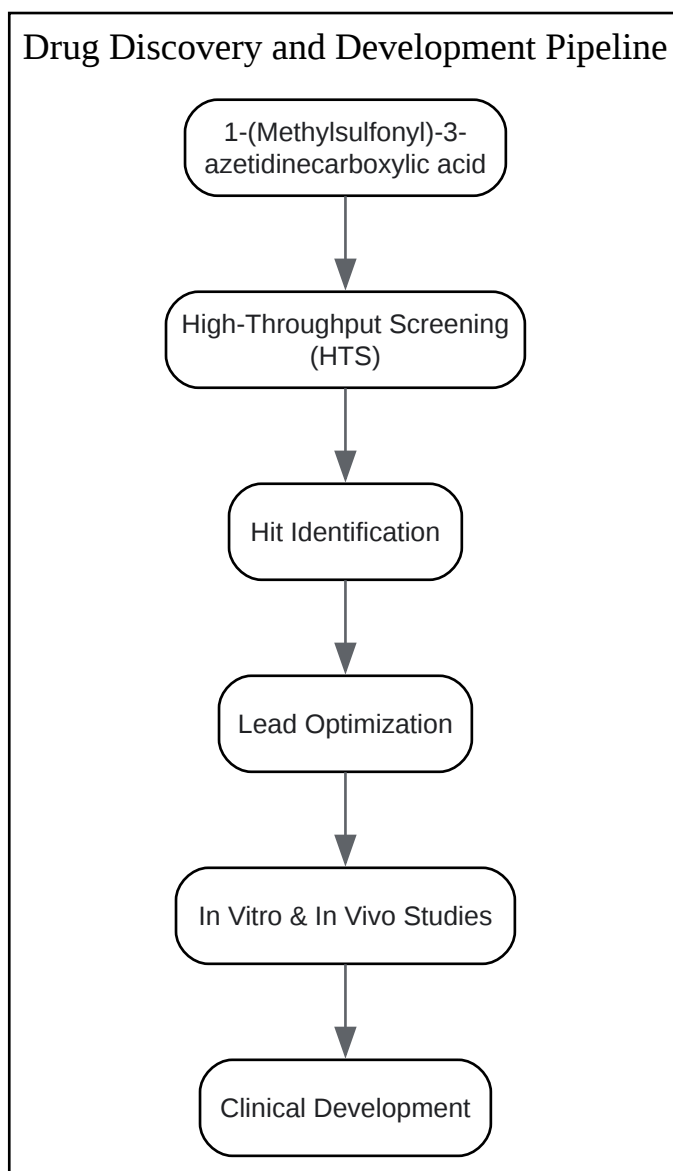 Drug Discovery and Development Pipeline
1-(Methylsulfonyl)-3-
azetidinecarboxylic acid
High-Throughput Screening
(HTS)
Hit Identification
Lead Optimization
In Vitro & In Vivo Studies
Clinical Development